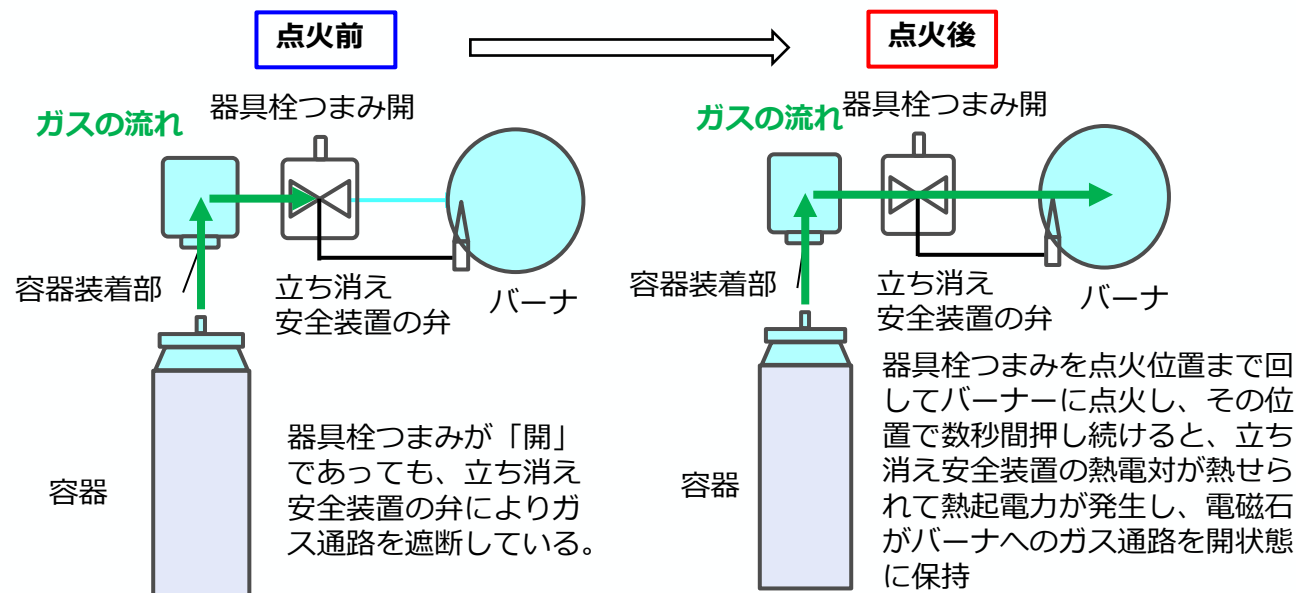 点火前
点火後
器具栓つまみ開
ガスの流れ
容器装着部
立ち消え
安全装置の弁
バーナ
容器
器具栓つまみが「開」
であっても、立ち消え
安全装置の弁によりガ
ス通路を遮断している。
器具栓つまみ開
ガスの流れ
容器装着部
立ち消え
安全装置の弁
バーナ
容器
器具栓つまみを点火位置まで回
してバーナーに点火し、その位
置で数秒間押し続けると、立ち
消え安全装置の熱電対が熱せら
れて熱起電力が発生し、電磁石
がバーナへのガス通路を開状態
に保持